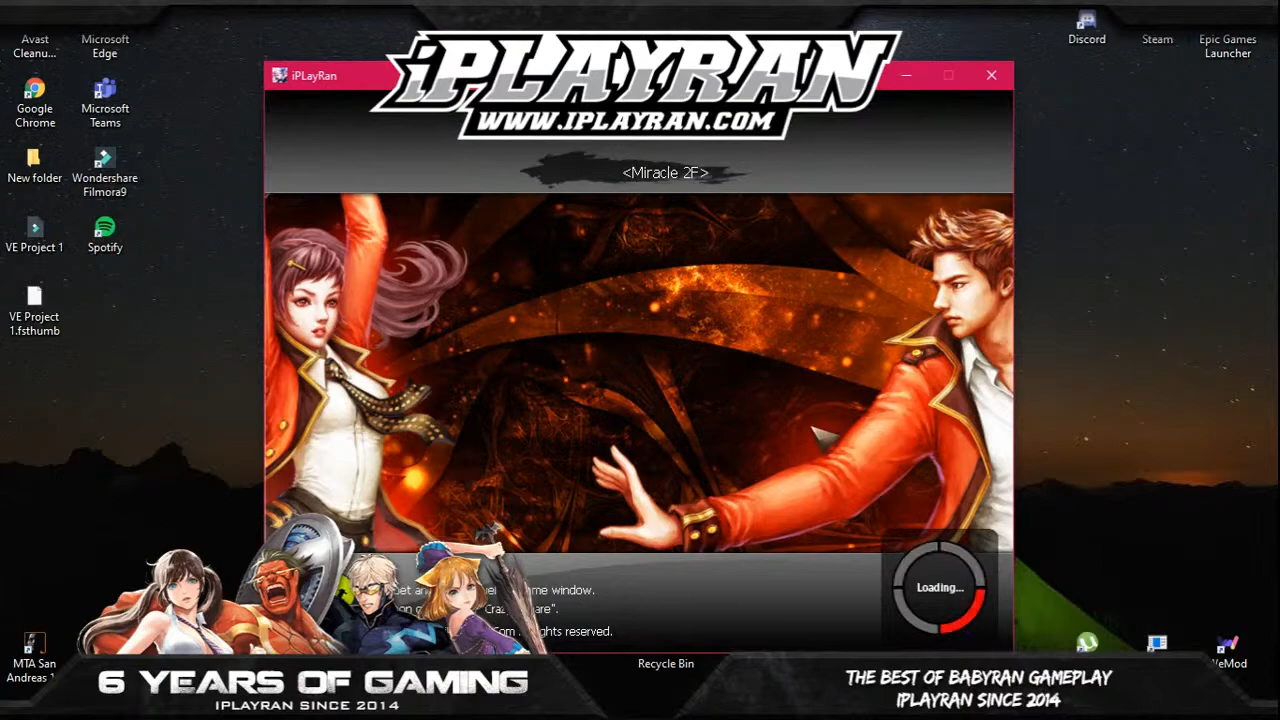 Avast
Cleanu...
Microsoft
Edge
Discord
Steam
Epic Games
Launcher
iPLayRan
iPLAYRAN
WWW.IPLAYRAN.COM
Google
Chrome
Microsoft
Teams
<Miracle 2F>
New folder
Wondershare
Filmora9
VE Project 1
Spotify
VE Project
1.fsthumb
me window.
Loading...
are".
ghts reserved.
MTA San
Andreas 1
Recycle Bin
WeMod
6 YEARS OF GAMING
IPLAYRAN SINCE 2014
THE BEST OF BABYRAN GAMEPLAY
IPLAYRAN SINCE 2014